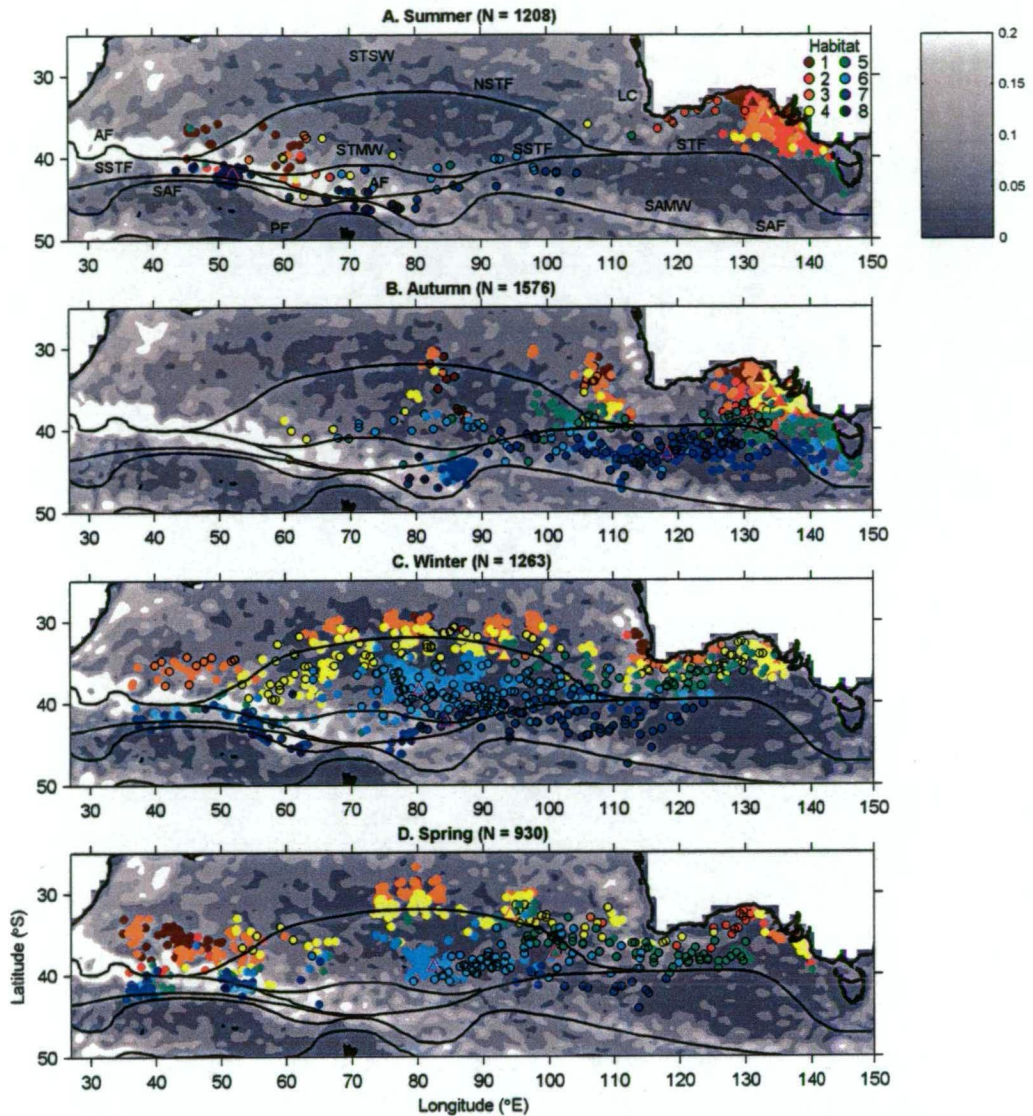 A. Summer (N = 1208)
STSW
NSTF
LC
Habitat
1 5
2 6
3 7
4 8
AF
STMW
SSTF
STF
SSTF
AF
SAF
SAMW
SAF
PF
30
40
50
30 40 50 60 70 80 90 100 110 120 130 140 150
0.2
0.15
0.1
0.05
0
B. Autumn (N = 1576)
30
40
50
30 40 50 60 70 80 90 100 110 120 130 140 150
C. Winter (N = 1263)
30
40
50
30 40 50 60 70 80 90 100 110 120 130 140 150
D. Spring (N = 930)
Latitude (°S)
30
40
50
30 40 50 60 70 80 90 100 110 120 130 140 150
Longitude (°E)